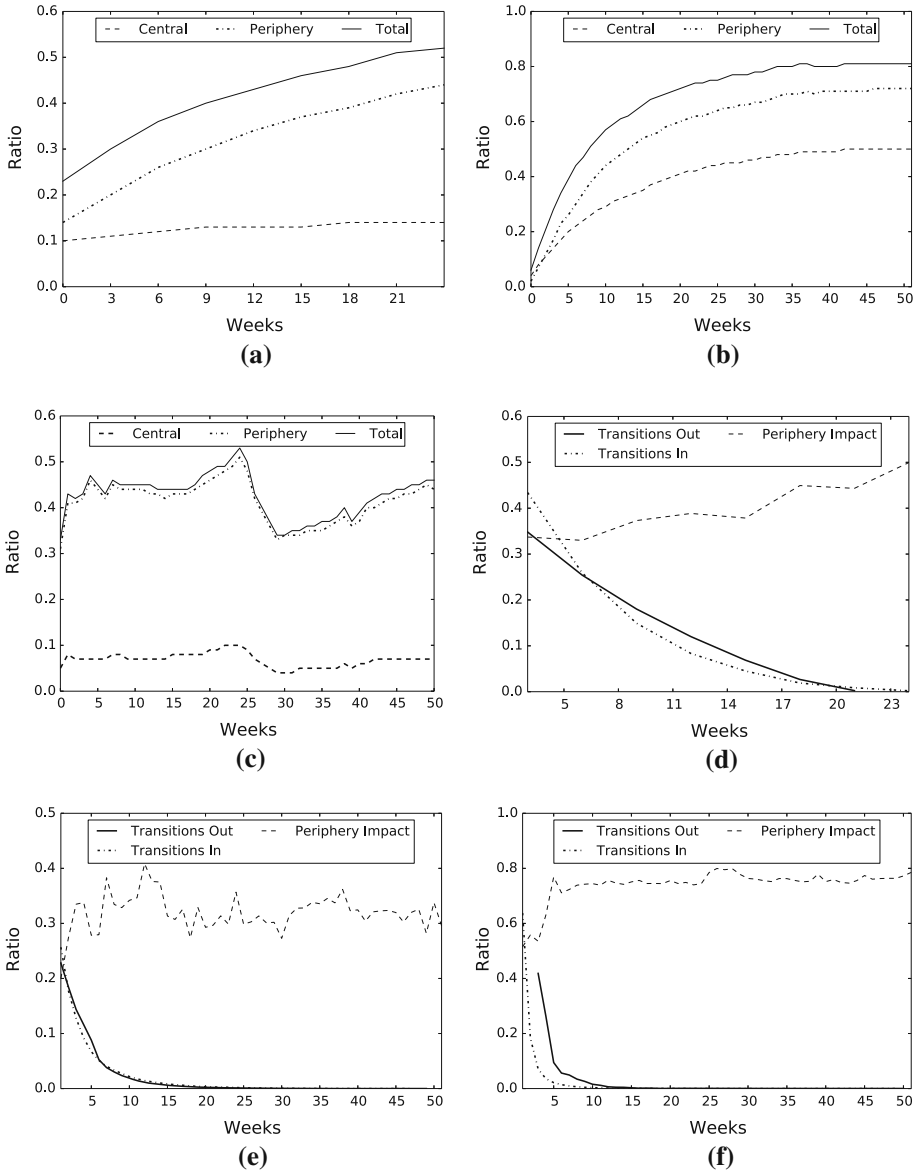 0.6
Central Periphery Total
0.5
0.4
0.3
0.2
0.1
0.0
Ratio
0 3 6 9 12 15 18 21
Weeks
(a)
1.0
Central Periphery Total
0.8
0.6
0.4
0.2
0.0
Ratio
0 5 10 15 20 25 30 35 40 45 50
Weeks
(b)
0.6
Central Periphery Total
0.5
0.4
0.3
0.2
0.1
0.0
Ratio
0 5 10 15 20 25 30 35 40 45 50
Weeks
(c)
0.6
Transitions Out Periphery Impact
Transitions In
0.5
0.4
0.3
0.2
0.1
0.0
Ratio
5 8 11 15 17 21 23
Weeks
(d)
0.5
Transitions Out Periphery Impact
Transitions In
0.4
0.3
0.2
0.1
0.0
Ratio
5 10 15 20 25 30 35 40 45 50
Weeks
(e)
1.0
Transitions Out Periphery Impact
Transitions In
0.8
0.6
0.4
0.2
0.0
Ratio
5 10 15 20 25 30 35 40 45 50
Weeks
(f)